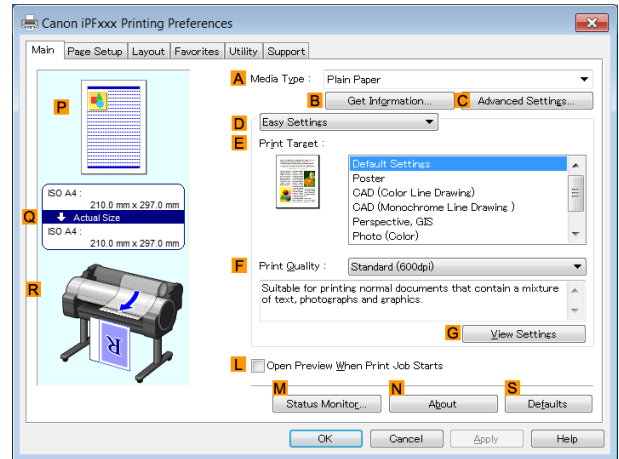 Canon iPFxxx Printing Preferences
Main Page Setup Layout Favorites Utility Support
A Media Type : Plain Paper
B Get Information... C Advanced Settings...
D Easy Settings
E Print Target :
Default Settings
Poster
CAD (Color Line Drawing)
CAD (Monochrome Line Drawing )
Perspective, GIS
Photo (Color)
F Print Quality : Standard (600dpi)
Suitable for printing normal documents that contain a mixture
of text, photographs and graphics.
G View Settings
L Open Preview When Print Job Starts
M N S
Status Monitor... About Defaults
P
ISO A4 :
210.0 mm x 297.0 mm
Q Actual Size
ISO A4 :
210.0 mm x 297.0 mm
R
R
OK Cancel Apply Help